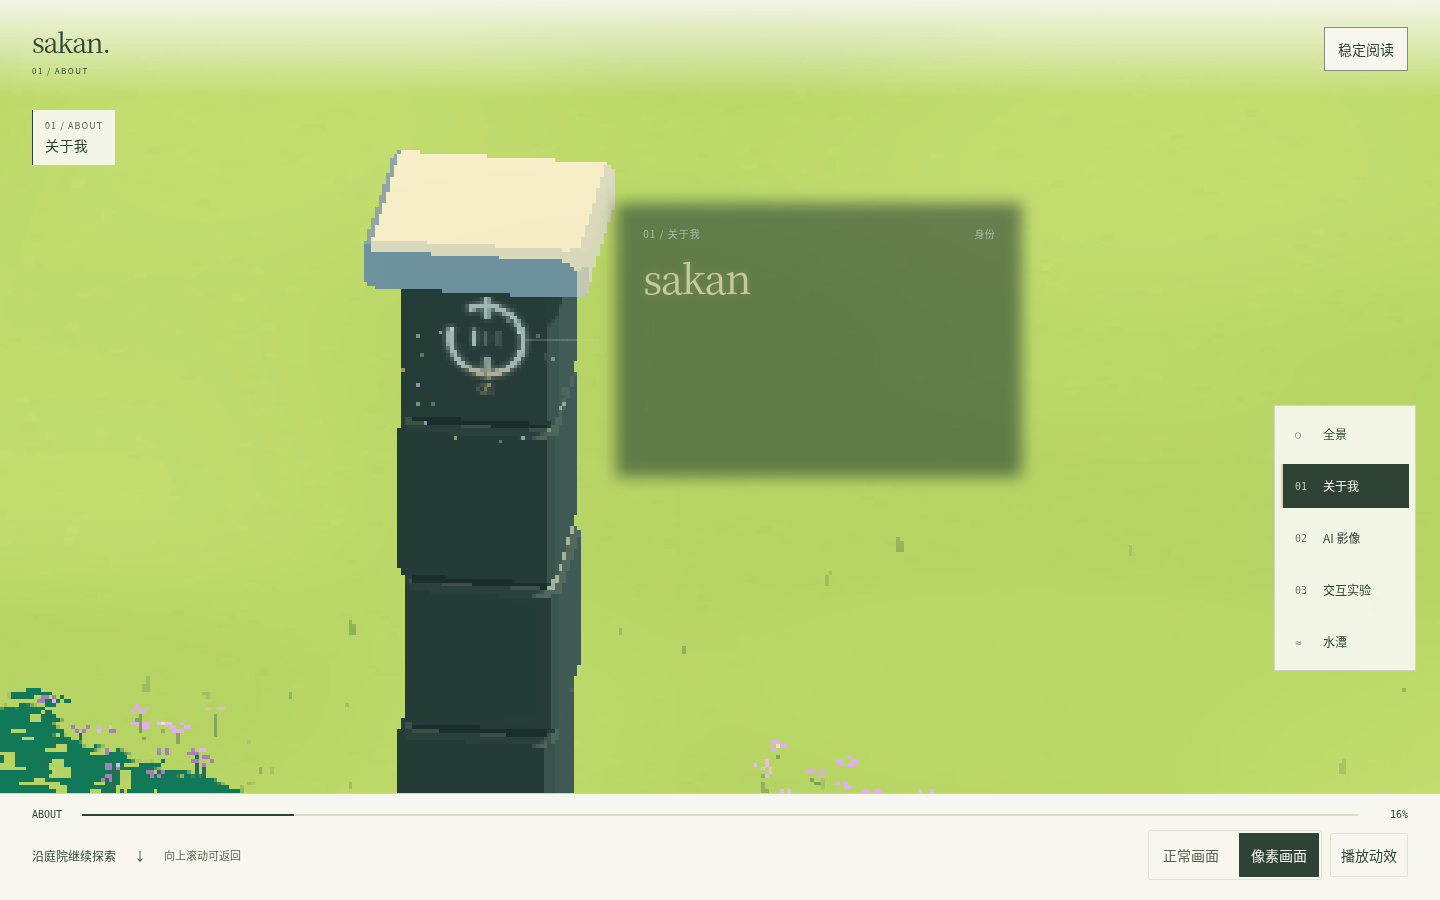 sakan.
01 / ABOUT
稳定阅读
01 / ABOUT
关于我
01 / 关于我
身份
sakan
全景
01 关于我
02 AI 影像
03 交互实验
≈ 水潭
ABOUT
16%
沿庭院继续探索 ↓ 向上滚动可返回
正常画面
像素画面
播放动效